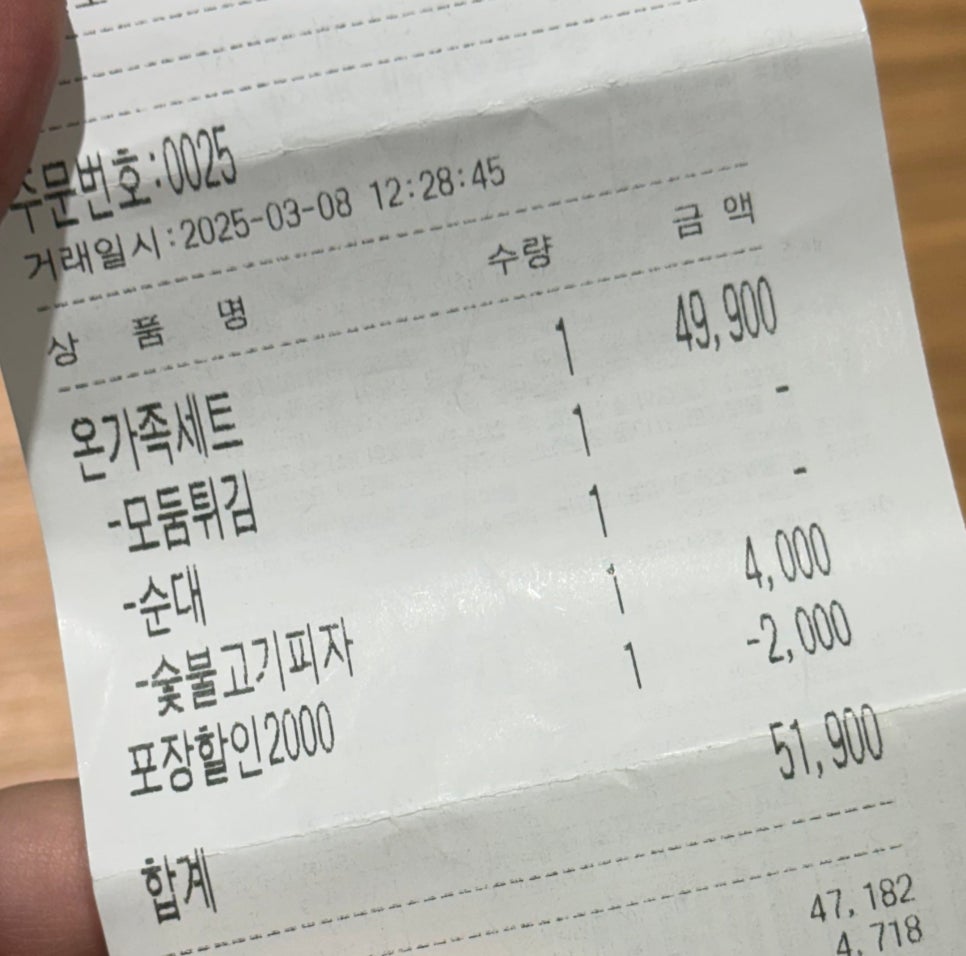 주문번호:0025
거래일시:2025-03-08 12:28:45
상 품 명 수량 금 액
온가족세트 1 49,900
-모둠튀김 1 -
-순대 1 -
-숯불고기피자 1 4,000
포장할인2000 1 -2,000
합계 51,900
47,182
4,718